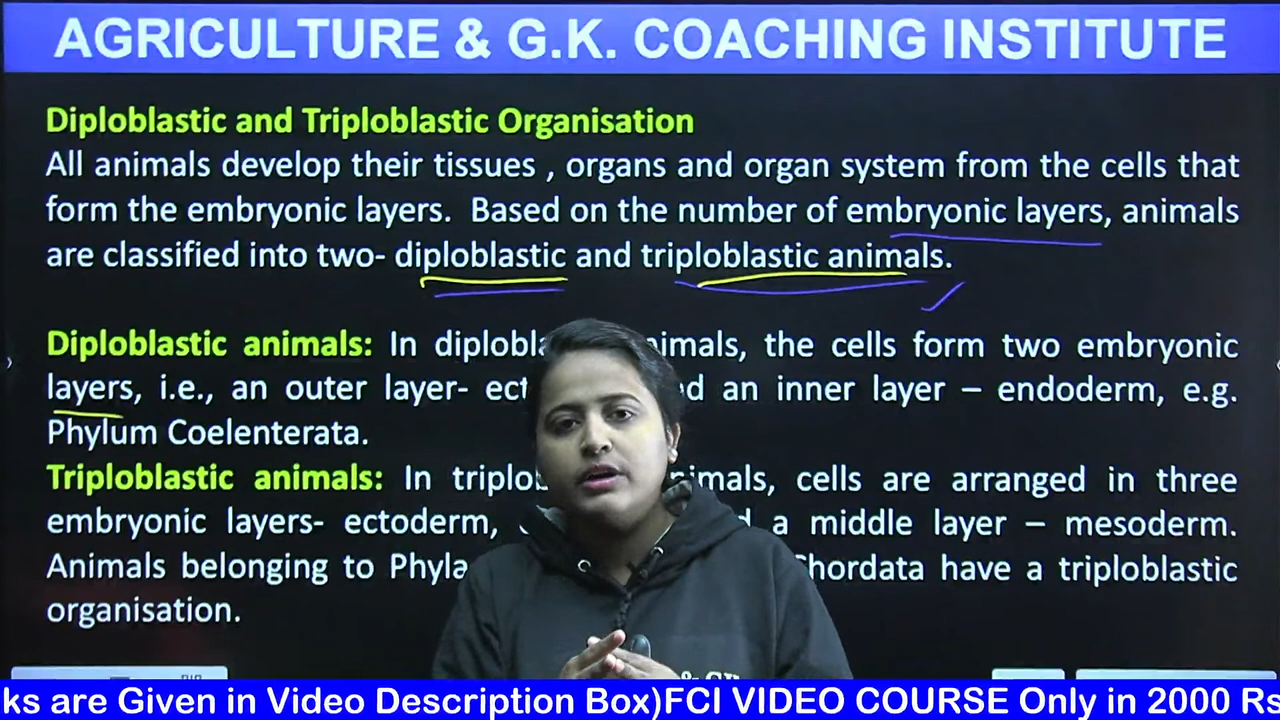 AGRICULTURE & G.K. COACHING INSTITUTE
Diploblastic and Triploblastic Organisation
All animals develop their tissues , organs and organ system from the cells that
form the embryonic layers. Based on the number of embryonic layers, animals
are classified into two- diploblastic and triploblastic animals.
Diploblastic animals: In animals, the cells form two embryonic
layers, i.e., an outer layer- an inner layer – endoderm, e.g.
Phylum Coelenterata.
Triploblastic animals: In animals, cells are arranged in three
embryonic layers- ectoderm, a middle layer – mesoderm.
Animals belonging to Phyla Chordata have a triploblastic
organisation.
ks are Given in Video Description Box)FCI VIDEO COURSE Only in 2000 Rs